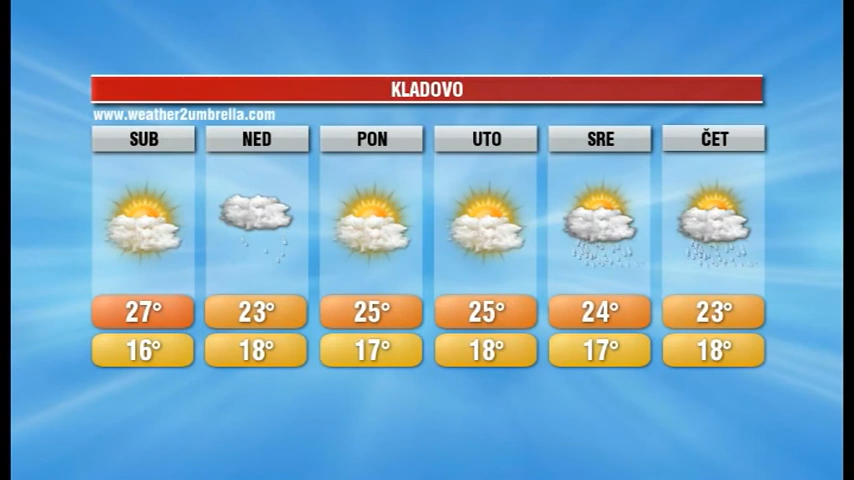 KLADOVO
www.weather2umbrella.com
SUB NED PON UTO SRE ČET
27° 23° 25° 25° 24° 23°
16° 18° 17° 18° 17° 18°